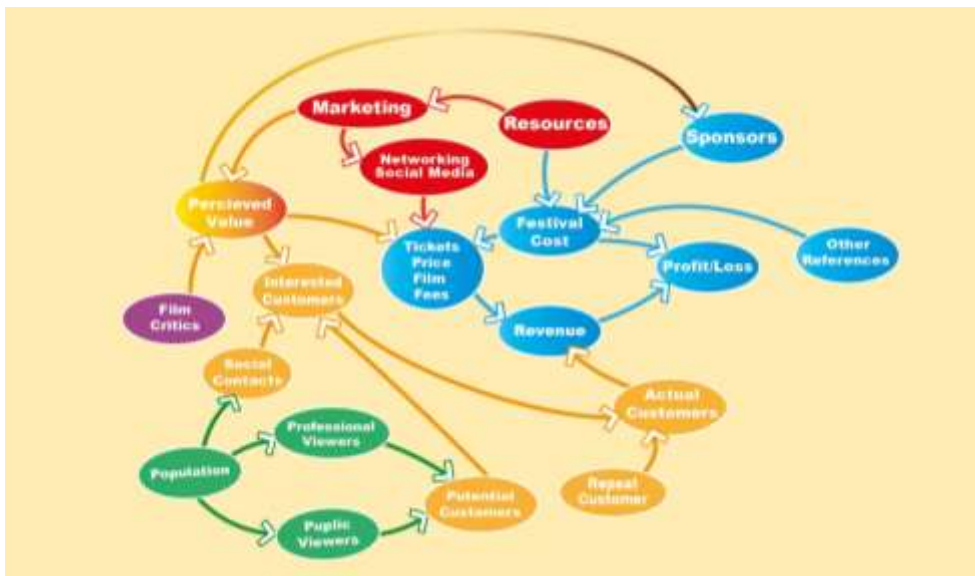 Marketing
Resources
Sponsors
Networking
Social Media
Percieved
Value
Festival
Cost
Tickets
Price
Film
Fees
Other
References
Profit/Loss
Interested
Customers
Film
Critics
Revenue
Social
Contacts
Actual
Customers
Professional
Viewers
Population
Repeal
Customer
Potential
Customers
Puplic
Viewers